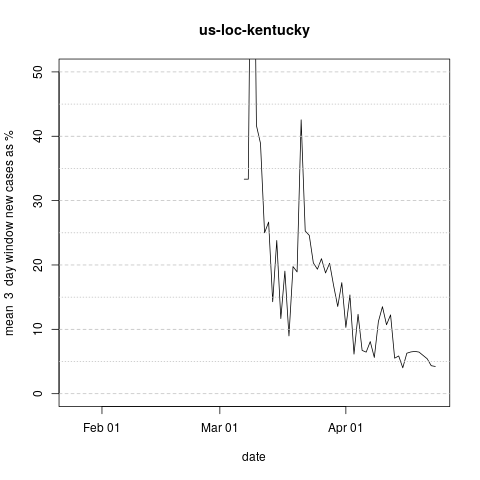 us-loc-kentucky
mean 3 day window new cases as %
50
40
30
20
10
0
Feb 01
Mar 01
Apr 01
date